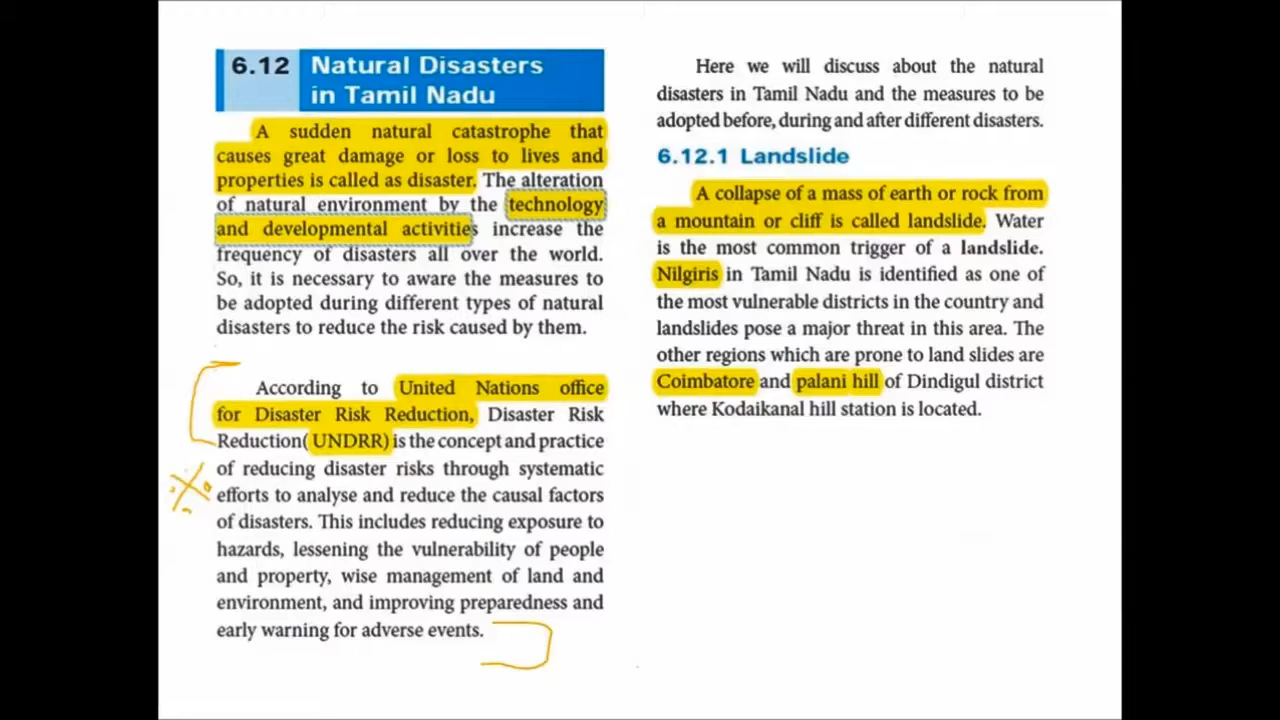 6.12 Natural Disasters
in Tamil Nadu
A sudden natural catastrophe that
causes great damage or loss to lives and
properties is called as disaster. The alteration
of natural environment by the technology
and developmental activities increase the
frequency of disasters all over the world.
So, it is necessary to aware the measures to
be adopted during different types of natural
disasters to reduce the risk caused by them.
According to United Nations office
for Disaster Risk Reduction, Disaster Risk
Reduction( UNDRR) is the concept and practice
of reducing disaster risks through systematic
efforts to analyse and reduce the causal factors
of disasters. This includes reducing exposure to
hazards, lessening the vulnerability of people
and property, wise management of land and
environment, and improving preparedness and
early warning for adverse events.
Here we will discuss about the natural
disasters in Tamil Nadu and the measures to be
adopted before, during and after different disasters.
6.12.1 Landslide
A collapse of a mass of earth or rock from
a mountain or cliff is called landslide. Water
is the most common trigger of a landslide.
Nilgiris in Tamil Nadu is identified as one of
the most vulnerable districts in the country and
landslides pose a major threat in this area. The
other regions which are prone to land slides are
Coimbatore and palani hill of Dindigul district
where Kodaikanal hill station is located.